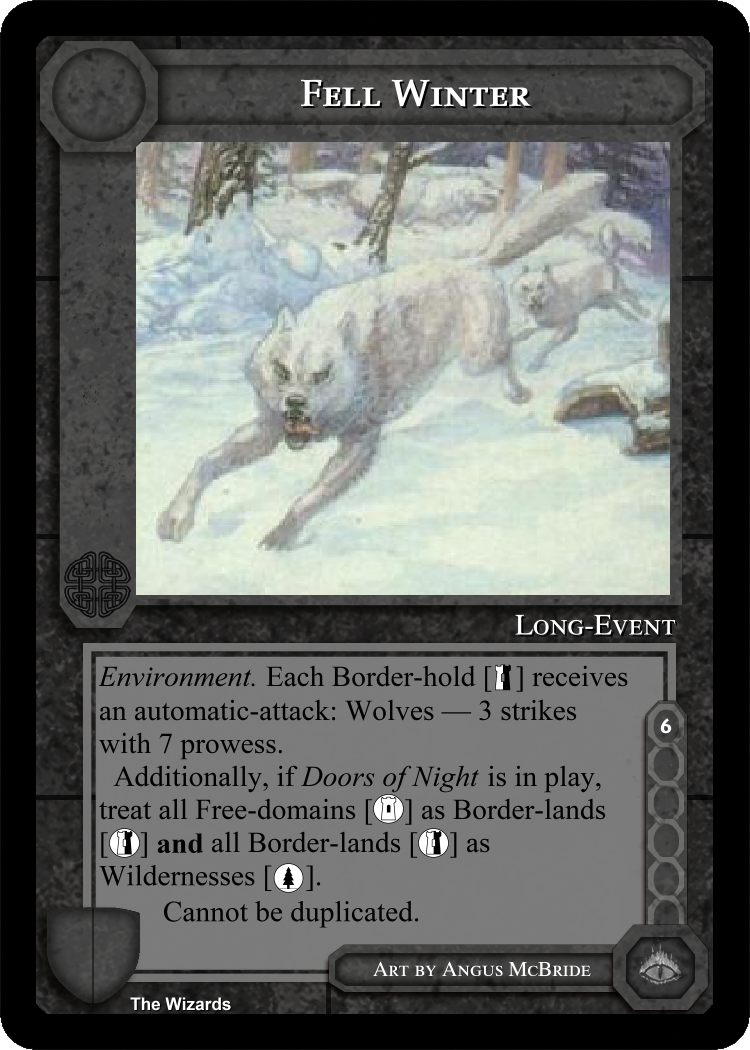 Fell Winter
Long-Event
Environment. Each Border-hold [ ] receives
an automatic-attack: Wolves — 3 strikes
with 7 prowess.
Additionally, if Doors of Night is in play,
treat all Free-domains [ ] as Border-lands
[ ] and all Border-lands [ ] as
Wildernesses [ ].
Cannot be duplicated.
6
Art by Angus McBride
The Wizards